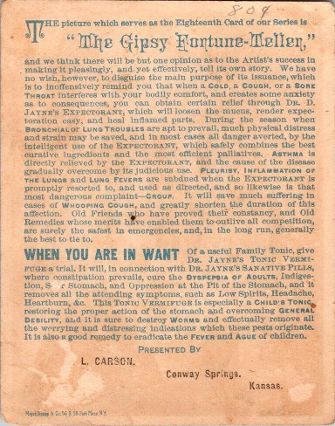 809
THE picture which serves as the Eighteenth Card of our Series is
"The Gipsy Fortune-Teller,"
and we think there will be but one opinion as to the Artist's success in
making it pleasingly, and yet effectively, tell its own story. We have
no wish, however, to disguise the main purpose of its issuance, which
is to inoffensively remind you that when a COLD, a COUGH, or a SORE
THROAT interferes with your bodily comfort, and creates some anxiety
as to consequences, you can obtain certain relief through DR. D.
JAYNE'S EXPECTORANT, which will loosen the mucus, render expec-
toration easy, and heal inflamed parts. During the season when
BRONCHIAL OR LUNG TROUBLES are apt to prevail, much physical distress
and strain may be saved, and in most cases all danger averted, by the
intelligent use of the EXPECTORANT, which safely combines the best
curative ingredients and the most efficient palliatives. ASTHMA is
directly relieved by the EXPECTORANT, and the cause of the disease
gradually overcome by its judicious use. PLEURISY, INFLAMMATION OF
THE LUNGS and LUNG FEVERS are subdued when the EXPECTORANT is
promptly resorted to, and used as directed, and so likewise is that
most dangerous complaint—CROUP. It will save much suffering in
cases of WHOOPING COUGH, and greatly shorten the duration of this
affection. Old Friends who have proved their constancy, and Old
Remedies whose merits have enabled them to outlive all competition,
are surely the safest in emergencies, and, in the long run, generally
the best to tie to.
WHEN YOU ARE IN WANT Of a useful Family Tonic, give
DR. JAYNE'S TONIC VERMI-
FUGE a trial. It will, in connection with DR. JAYNE'S SANATIVE PILLS,
where constipation prevails, cure the DYSPEPSIA OF ADULTS, Indiges-
tion, Sour Stomach, and Oppression at the Pit of the Stomach, and it
removes all the attending symptoms, such as Low Spirits, Headache,
Heartburn, &c. This TONIC VERMIFUGE is especially A CHILD'S TONIC,
restoring the proper action of the stomach and overcoming GENERAL
DEBILITY, and it is sure to destroy WORMS and effectually remove all
the worrying and distressing indications which these pests originate.
It is also a good remedy to eradicate the FEVER and AGUE of children.
PRESENTED BY
L. CARSON.
Conway Springs.
Kansas.